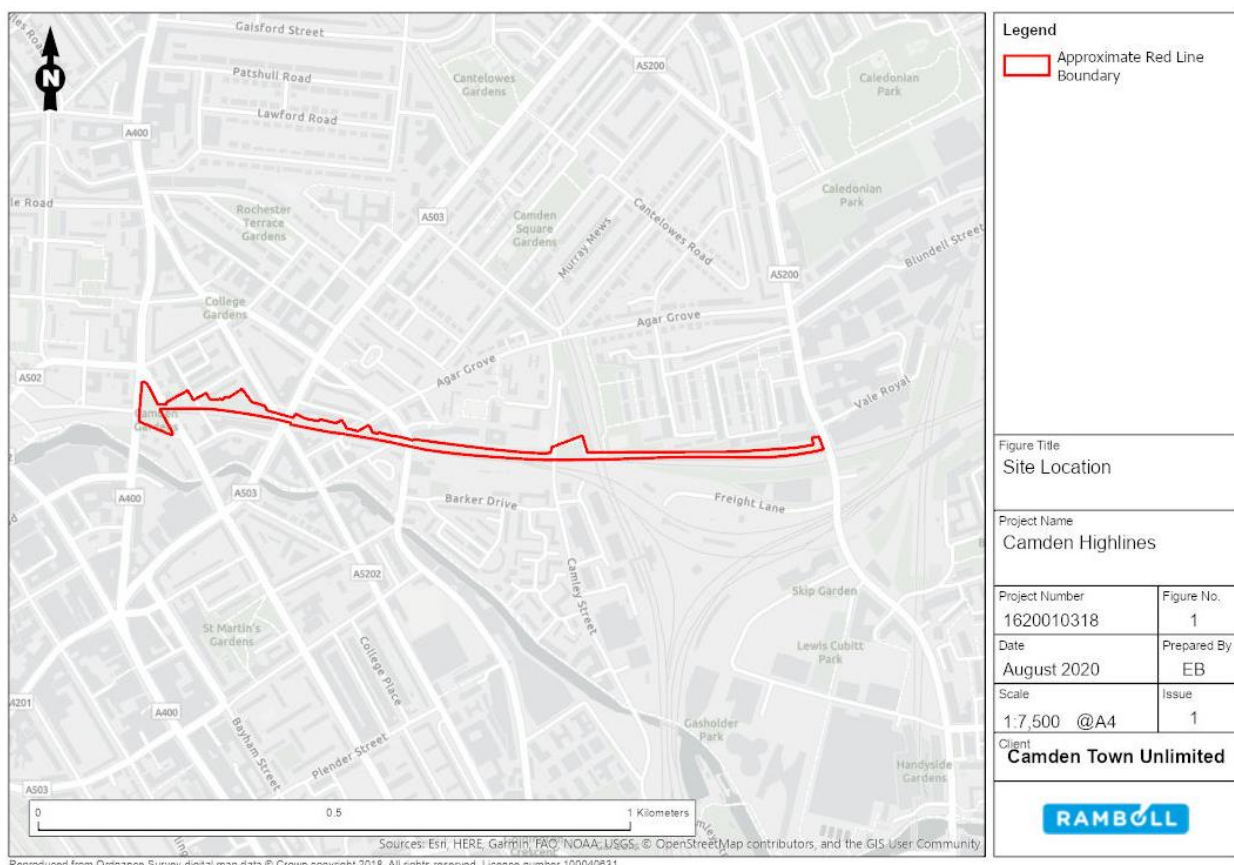 Gaisford Street
Patshull Road
Lawford Road
Cantelowes
Gardens
A5200
Caledonian
Park
N
A400
Rochester
Terrace
Gardens
A503
Camden
Square
Gardens
Murray Mews
Cantelowes Road
Caledonian
Park
Blundell Street
A5200
College
Gardens
Agar Grove
Agar Grove
A502
Camden
Gardens
Vale Royal
A400
A503
Barker Drive
Freight Lane
A5202
Camley Street
Skip Garden
St Martin's
Gardens
College Place
Lewis Cubitt
Park
A400
Bayham Street
Plender Street
Gasholder
Park
Handyside
Gardens
A503
0 0.5 1 Kilometers
Sources: Esri, HERE, Garmin, FAO, NOAA, USGS, © OpenStreetMap contributors, and the GIS User Community
Reproduced from Ordnance Survey digital map data © Crown copyright 2018. All rights reserved. Licence number 100040631
Legend
Approximate Red Line
Boundary
Figure Title
Site Location
Project Name
Camden Highlines
Project Number
1620010318
Figure No.
1
Date
August 2020
Prepared By
EB
Scale
1:7,500 @A4
Issue
1
Client
Camden Town Unlimited
RAMBOLL